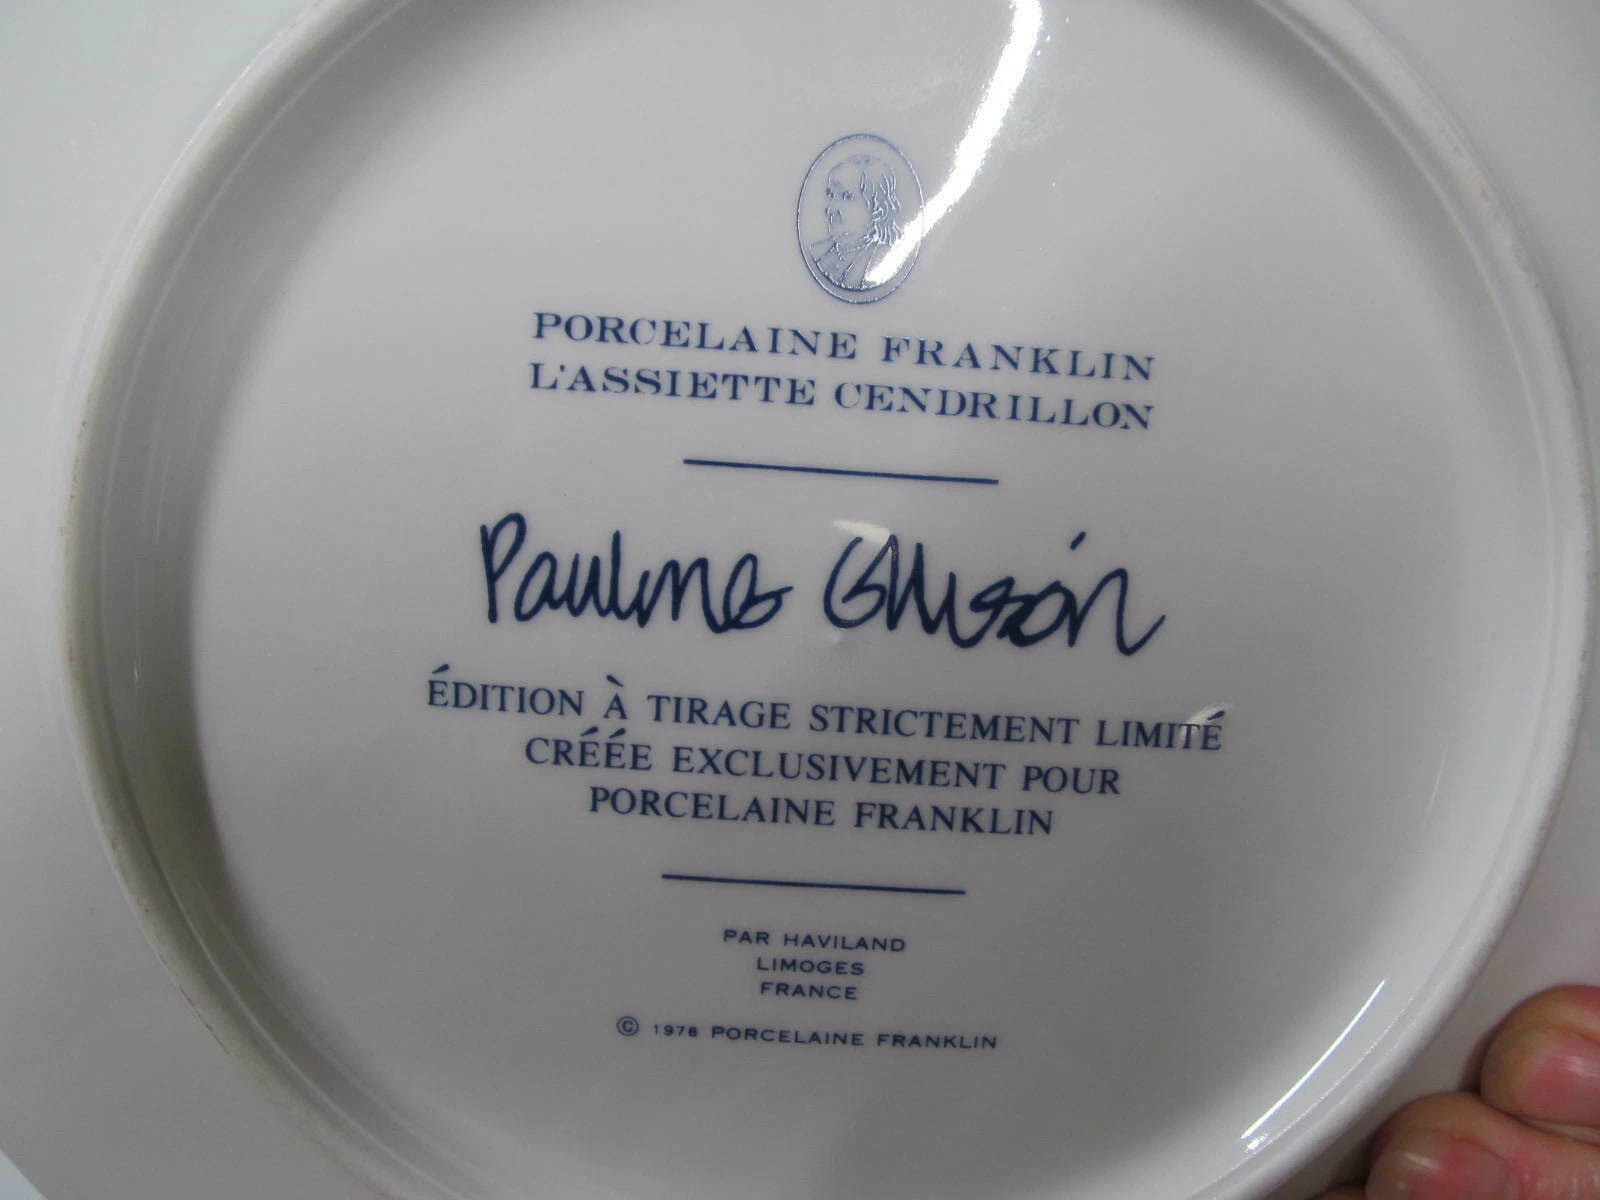 PORCELAINE FRANKLIN
L'ASSIETTE CENDRILLON
Pauline Ellison
ÉDITION À TIRAGE STRICTEMENT LIMITÉ
CRÉÉE EXCLUSIVEMENT POUR
PORCELAINE FRANKLIN
PAR HAVILAND
LIMOGES
FRANCE
© 1978 PORCELAINE FRANKLIN